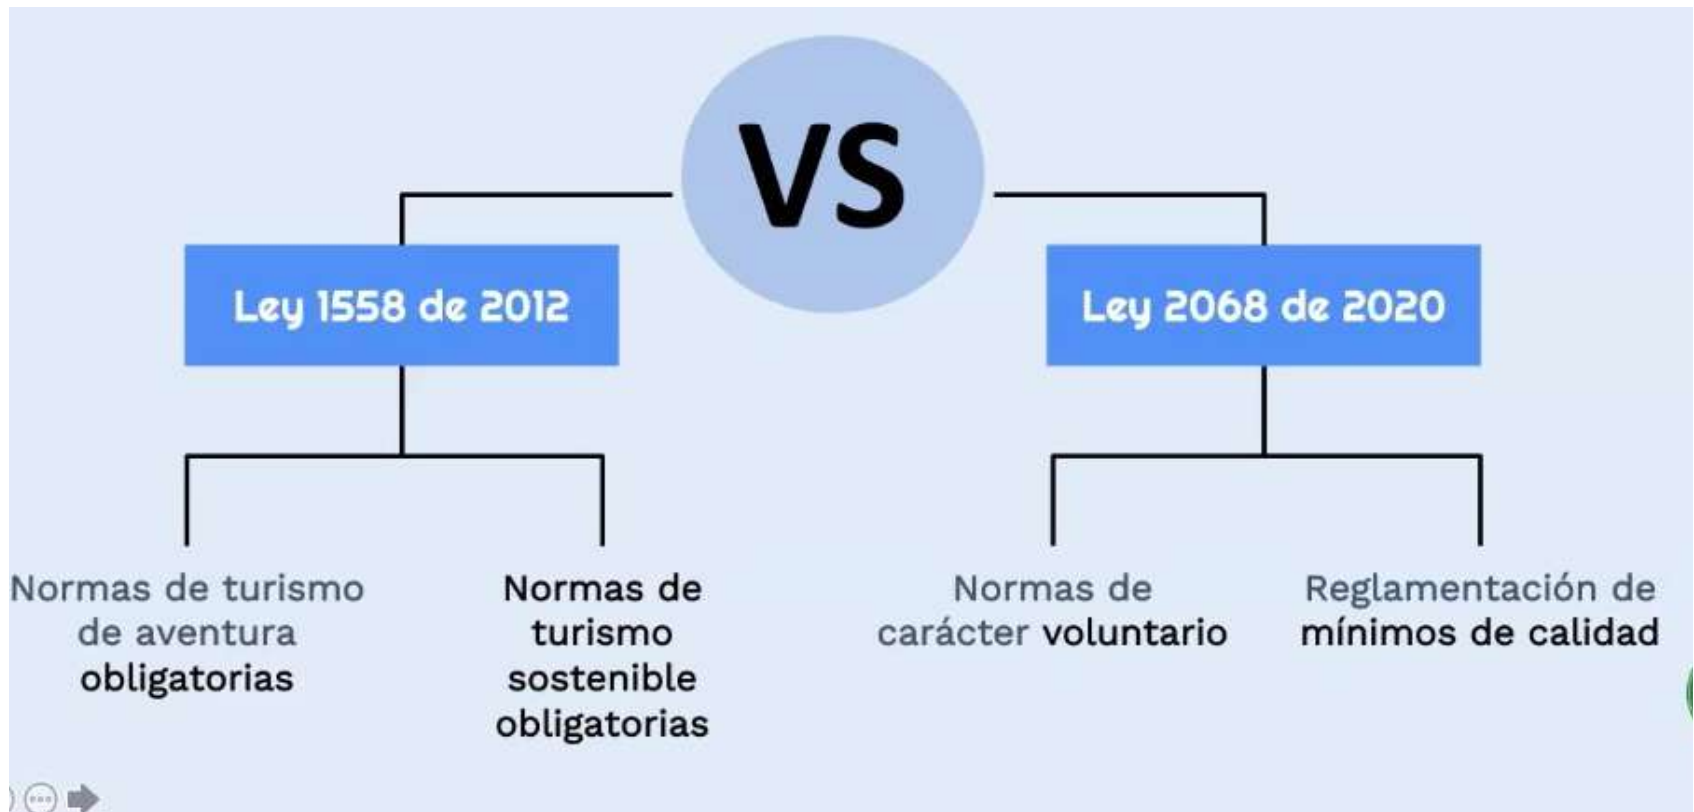 VS
Ley 1558 de 2012
Ley 2068 de 2020
Normas de turismo
de aventura
obligatorias
Normas de
turismo
sostenible
obligatorias
Normas de
carácter voluntario
Reglamentación de
mínimos de calidad